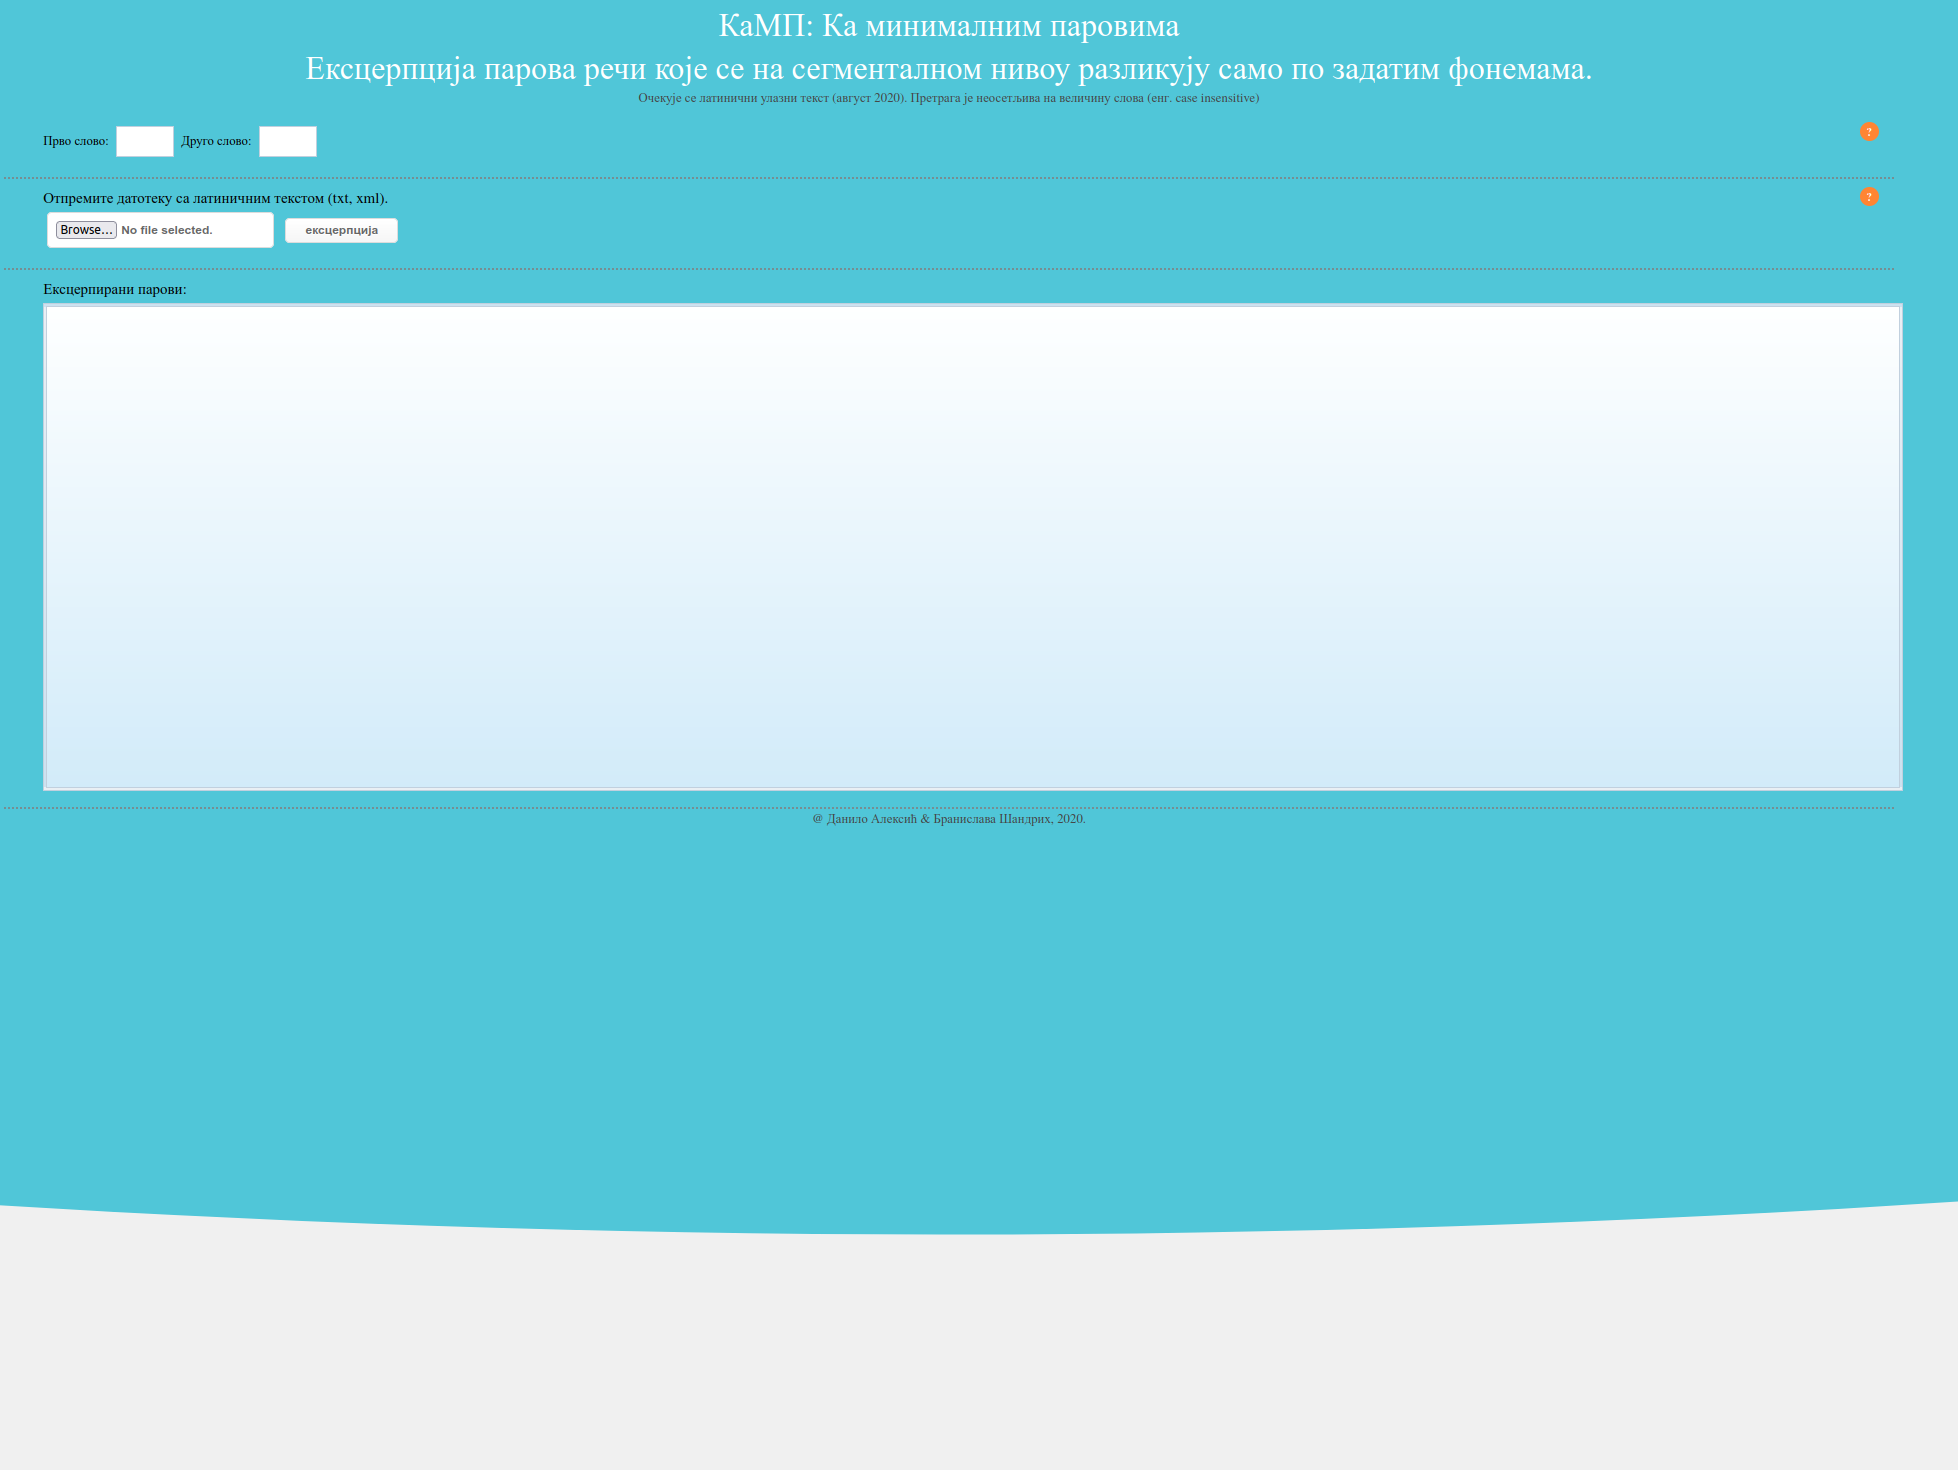 КаМП: Ка минималним паровима
Ексцерпција парова речи које се на сегменталном нивоу разликују само по задатим фонемама.
Очекује се латинични улазни текст (август 2020). Претрага је неосетљива на величину слова (енг. case insensitive)
Прво слово: Друго слово: ?
Отпремите датотеку са латиничним текстом (txt, xml). ?
Browse... No file selected. ексцерпција
Ексцерпирани парови:
@ Данило Алексић & Бранислава Шандрих, 2020.